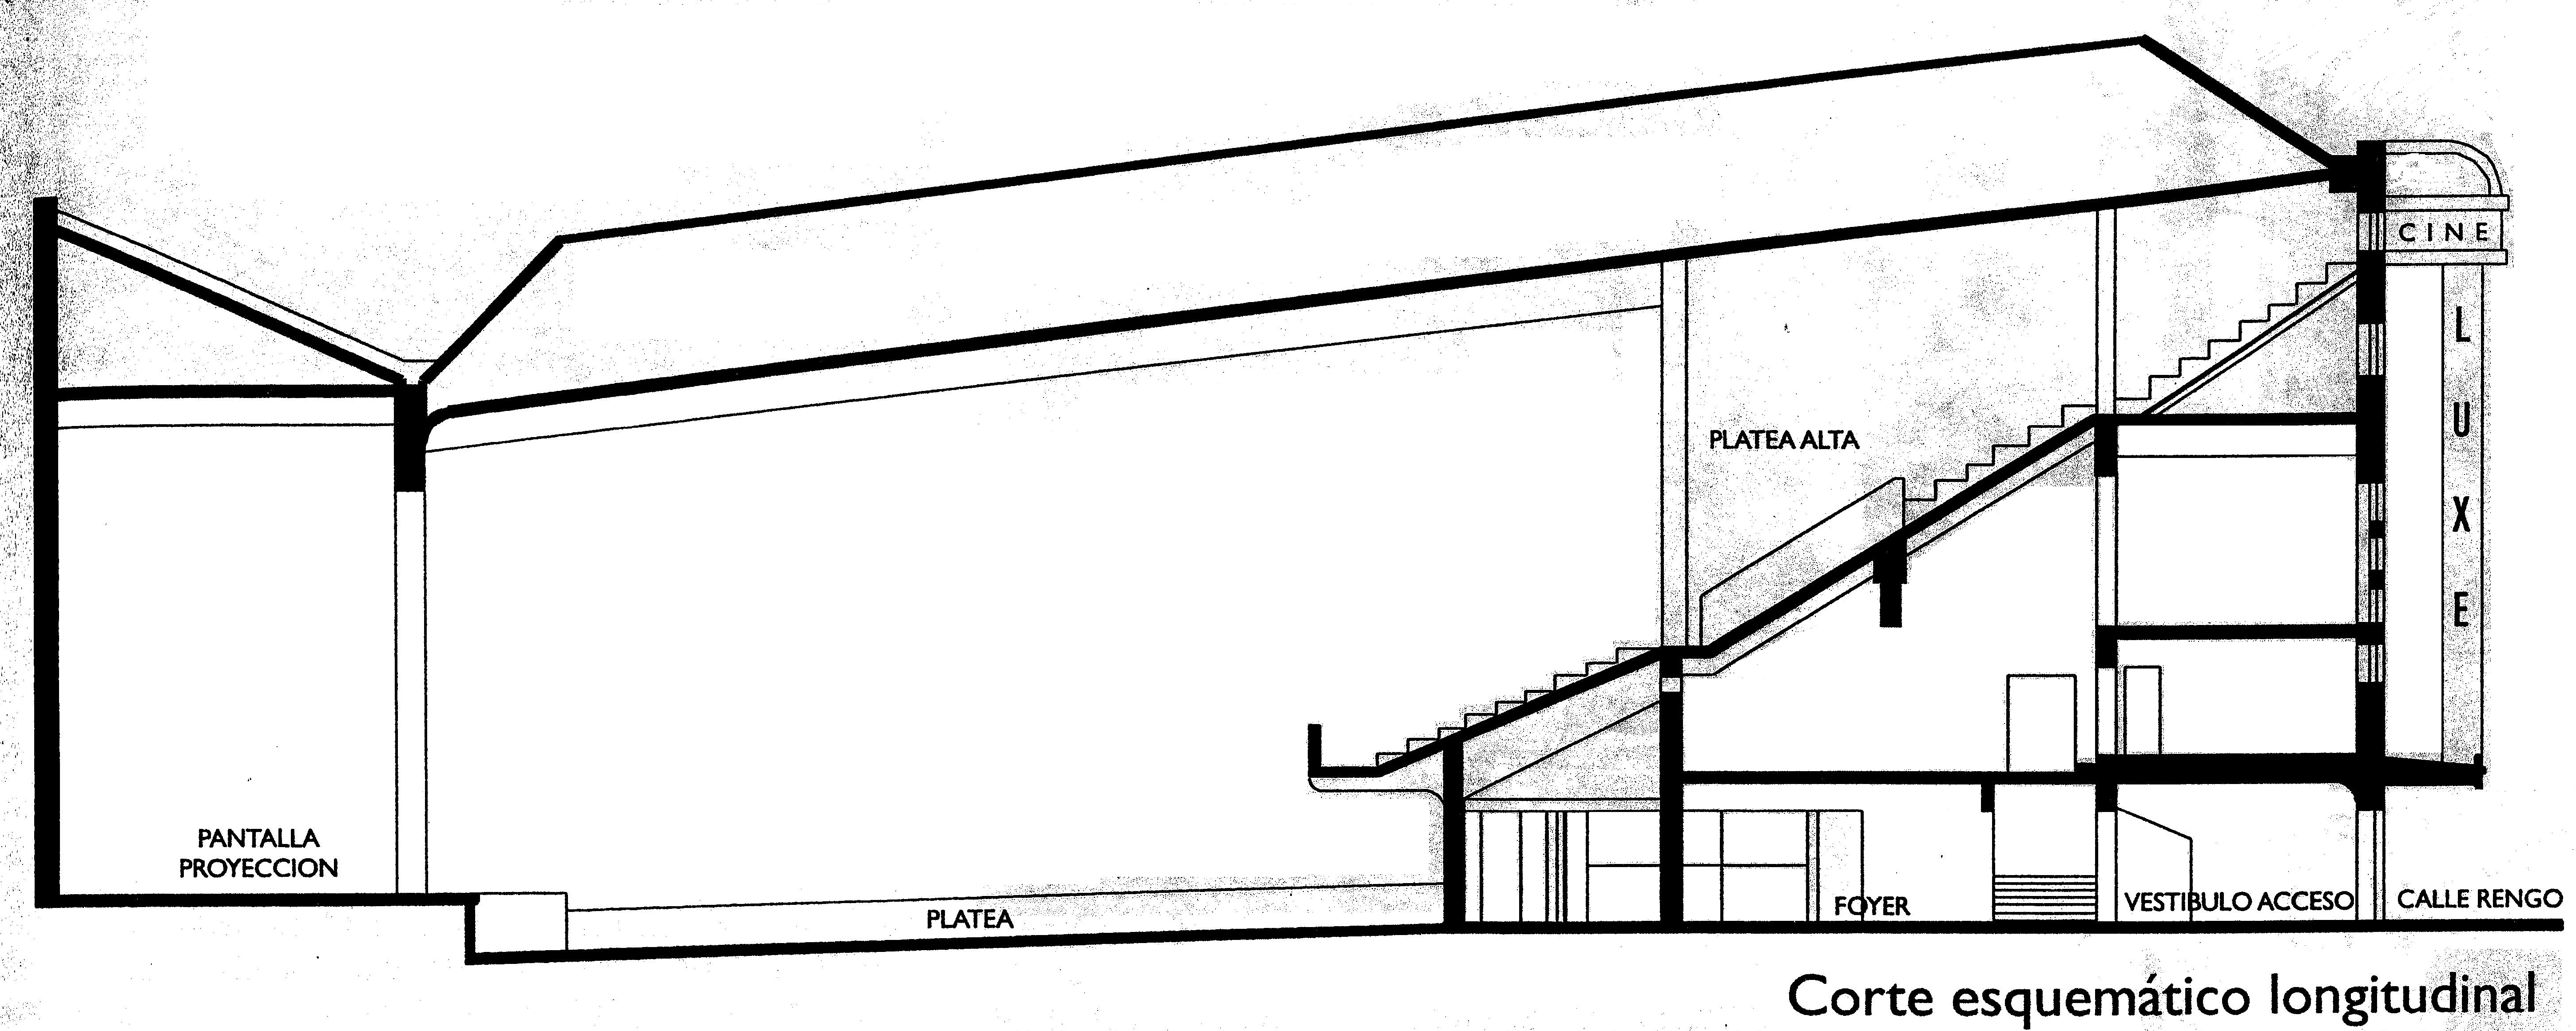 CINE
LUXE
PLATEA ALTA
PANTALLA
PROYECCION
PLATEA
FOYER
VESTIBULO ACCESO
CALLE RENGO
Corte esquemático longitudinal